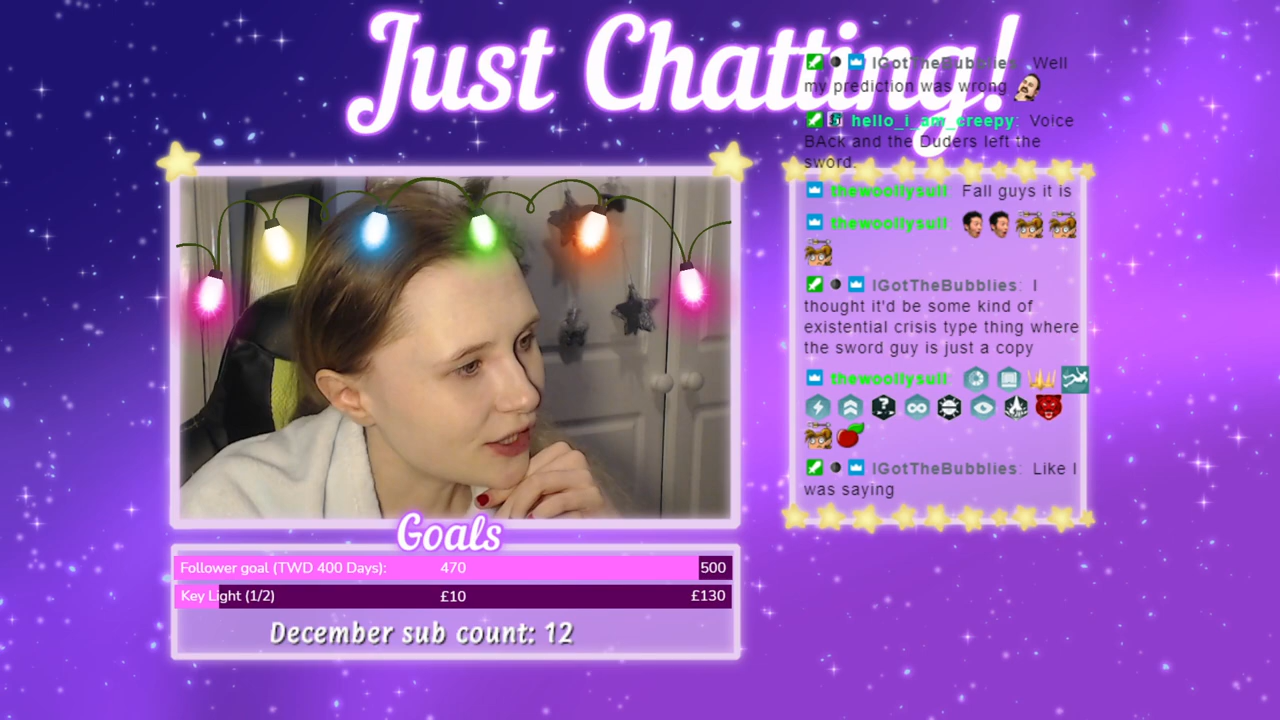 Just Chatting!
IGotTheBubblies: Well
my prediction was wrong
hello_i_am_creepy: Voice
BAck and the Duders left the
sword.
thewoollysull Fall guys it is
thewoollysull
IGotTheBubblies: I
thought it'd be some kind of
existential crisis type thing where
the sword guy is just a copy
thewoollysull
IGotTheBubblies: Like I
was saying
Goals
Follower goal (TWD 400 Days): 470 500
Key Light (1/2) £10 £130
December sub count: 12